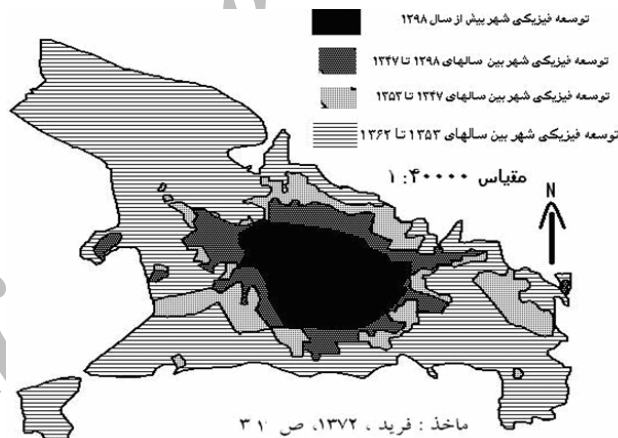 توسعه فیزیکی شهر پیش از سال ۱۲۹۸
توسعه فیزیکی شهر بین سالهای ۱۲۹۸ تا ۱۳۴۷
توسعه فیزیکی شهر بین سالهای ۱۳۴۷ تا ۱۳۵۳
توسعه فیزیکی شهر بین سالهای ۱۳۵۳ تا ۱۳۶۲
مقیاس ۱:۴۰۰۰۰
N
ماخذ : فرید ، ۱۳۷۲، ص ۳۱